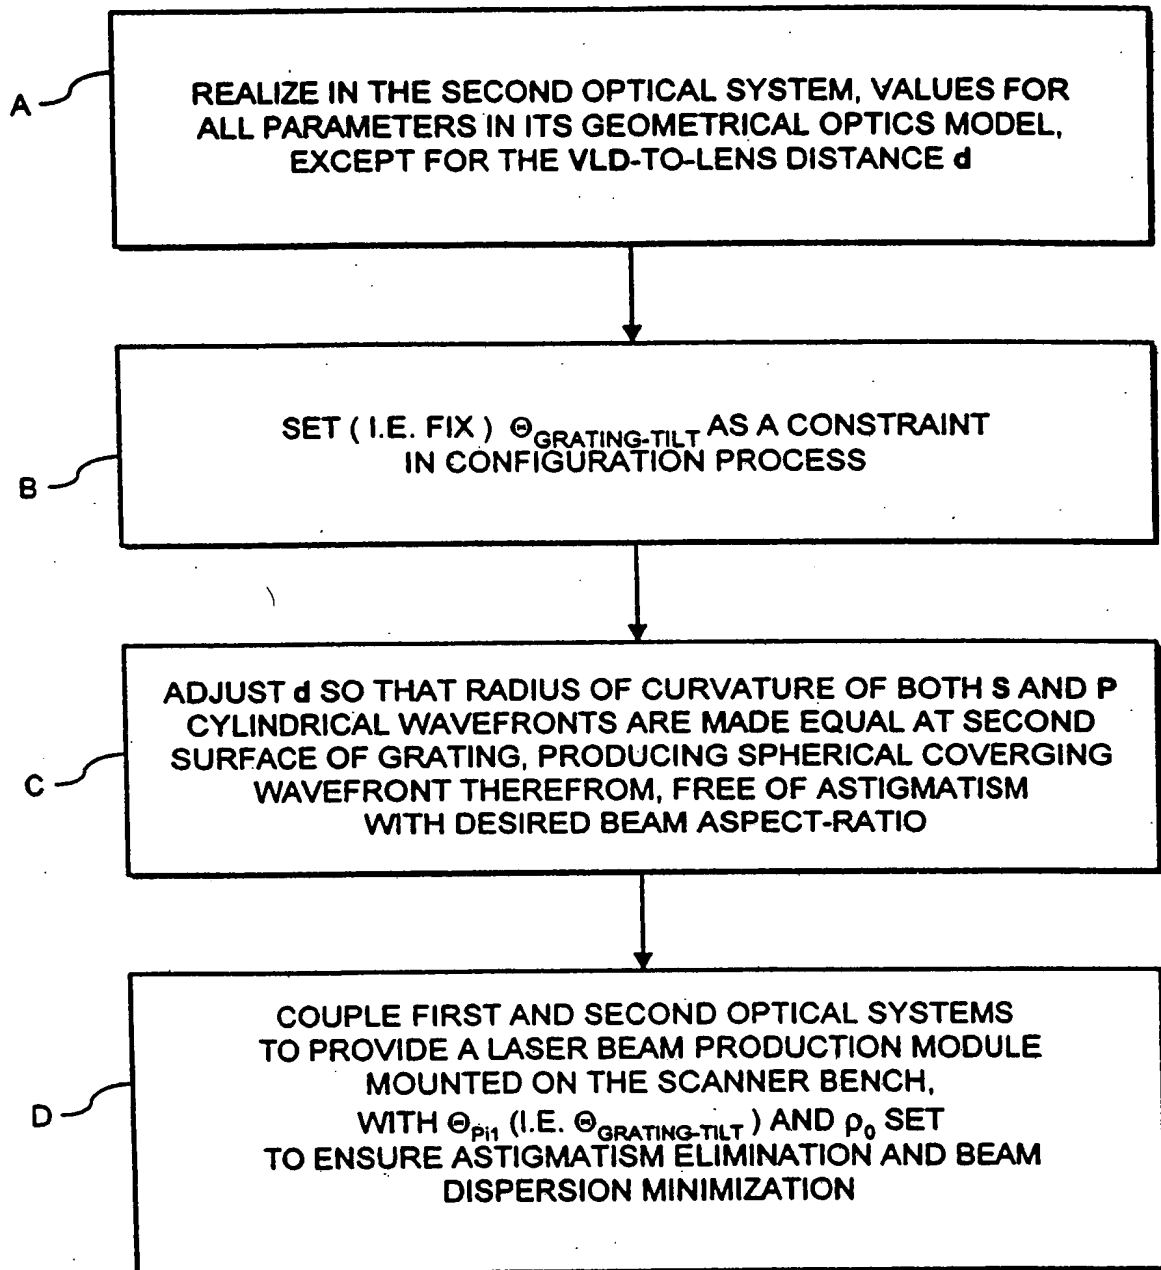 A
REALIZE IN THE SECOND OPTICAL SYSTEM, VALUES FOR
ALL PARAMETERS IN ITS GEOMETRICAL OPTICS MODEL,
EXCEPT FOR THE VLD-TO-LENS DISTANCE d
B
SET ( I.E. FIX ) Θ_GRATING-TILT AS A CONSTRAINT
IN CONFIGURATION PROCESS
C
ADJUST d SO THAT RADIUS OF CURVATURE OF BOTH S AND P
CYLINDRICAL WAVEFRONTS ARE MADE EQUAL AT SECOND
SURFACE OF GRATING, PRODUCING SPHERICAL COVERGING
WAVEFRONT THEREFROM, FREE OF ASTIGMATISM
WITH DESIRED BEAM ASPECT-RATIO
D
COUPLE FIRST AND SECOND OPTICAL SYSTEMS
TO PROVIDE A LASER BEAM PRODUCTION MODULE
MOUNTED ON THE SCANNER BENCH,
WITH Θ_Pi1 (I.E. Θ_GRATING-TILT ) AND ρ_0 SET
TO ENSURE ASTIGMATISM ELIMINATION AND BEAM
DISPERSION MINIMIZATION